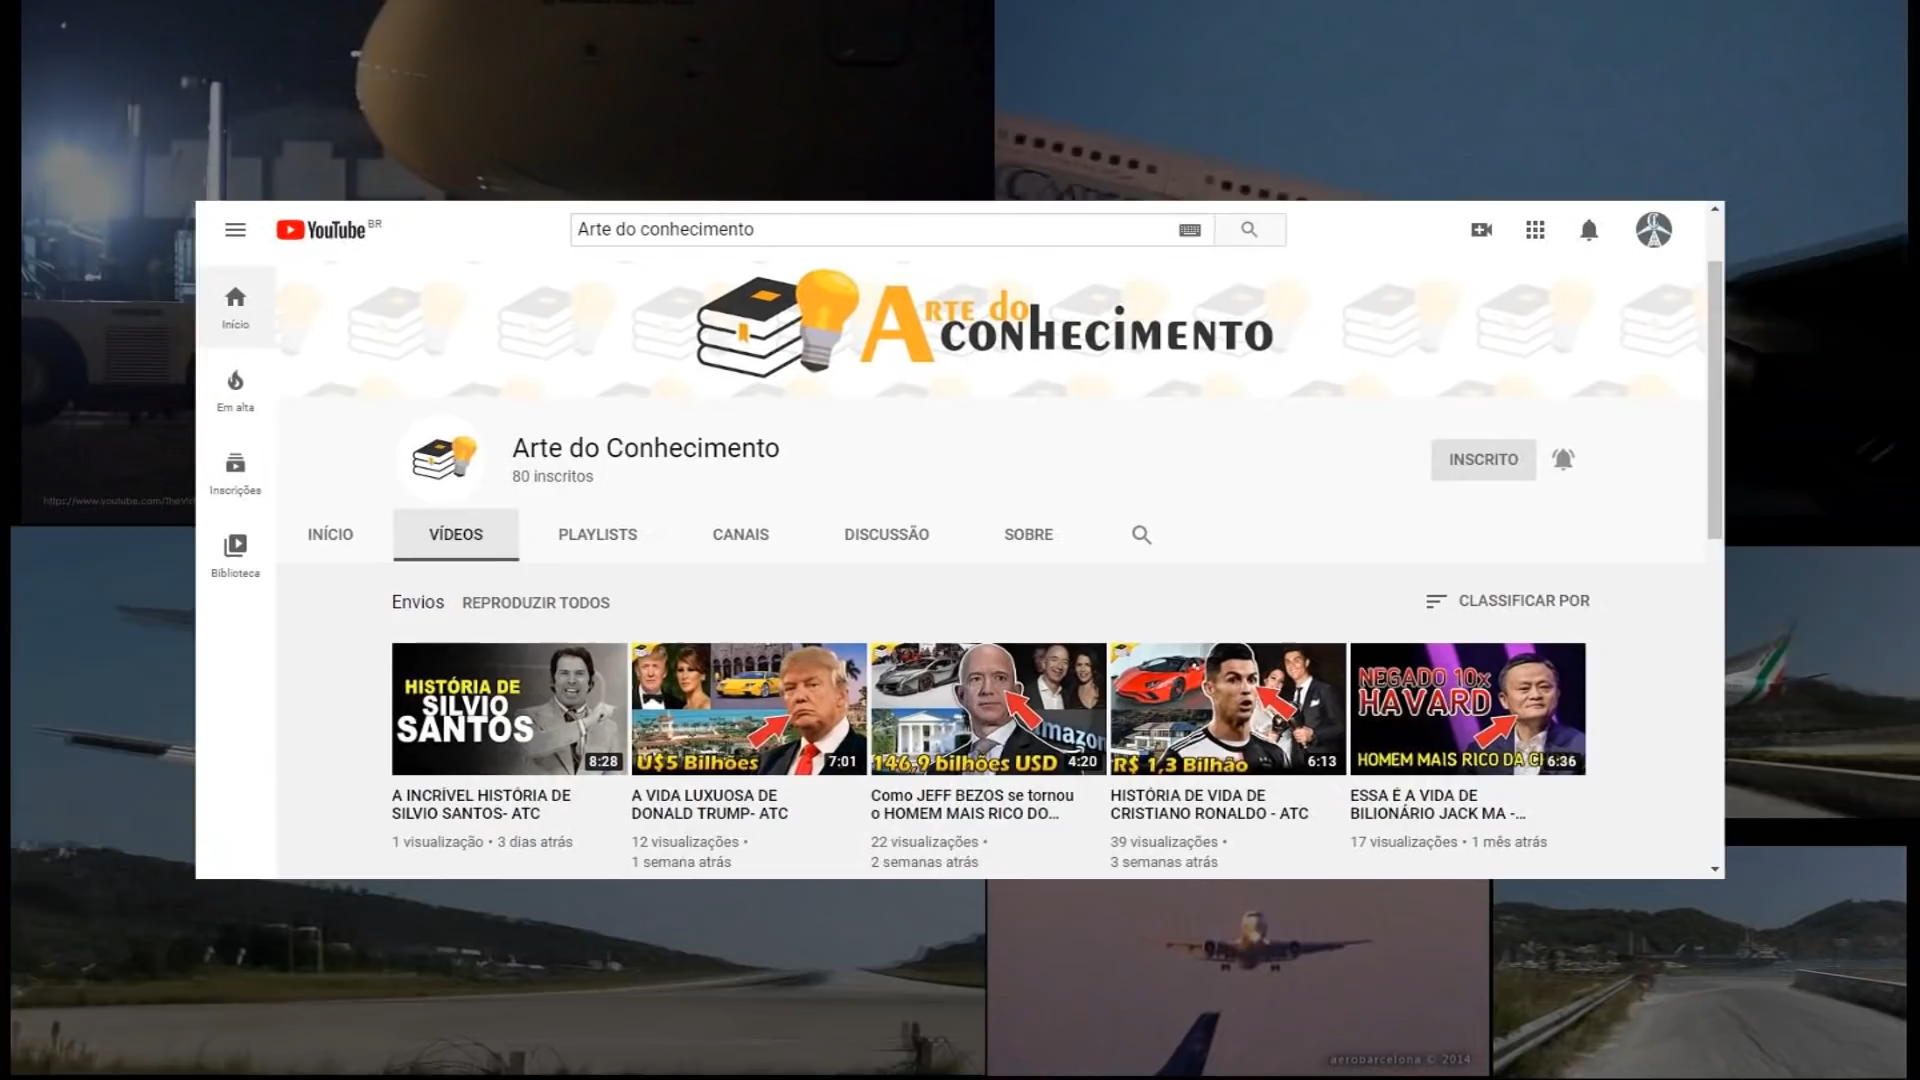 YouTube BR
Arte do conhecimento
Início
Em alta
Inscrições
Biblioteca
https://www.youtube.com/TheVi
ARTE do
CONHECIMENTO
Arte do Conhecimento
80 inscritos
INSCRITO
INÍCIO
VÍDEOS
PLAYLISTS
CANAIS
DISCUSSÃO
SOBRE
Envios
REPRODUZIR TODOS
CLASSIFICAR POR
HISTÓRIA DE
SILVIO
SANTOS
8:28
U$5 Bilhões
7:01
amazon
146,9 bilhões USD
4:20
R$ 1,3 Bilhão
6:13
NEGADO 10x
HAVARD
HOMEM MAIS RICO DA C
6:36
A INCRÍVEL HISTÓRIA DE
SILVIO SANTOS- ATC
1 visualização • 3 dias atrás
A VIDA LUXUOSA DE
DONALD TRUMP- ATC
12 visualizações •
1 semana atrás
Como JEFF BEZOS se tornou
o HOMEM MAIS RICO DO...
22 visualizações •
2 semanas atrás
HISTÓRIA DE VIDA DE
CRISTIANO RONALDO - ATC
39 visualizações •
3 semanas atrás
ESSA É A VIDA DE
BILIONÁRIO JACK MA -...
17 visualizações • 1 mês atrás
aerobarcelona © 2014